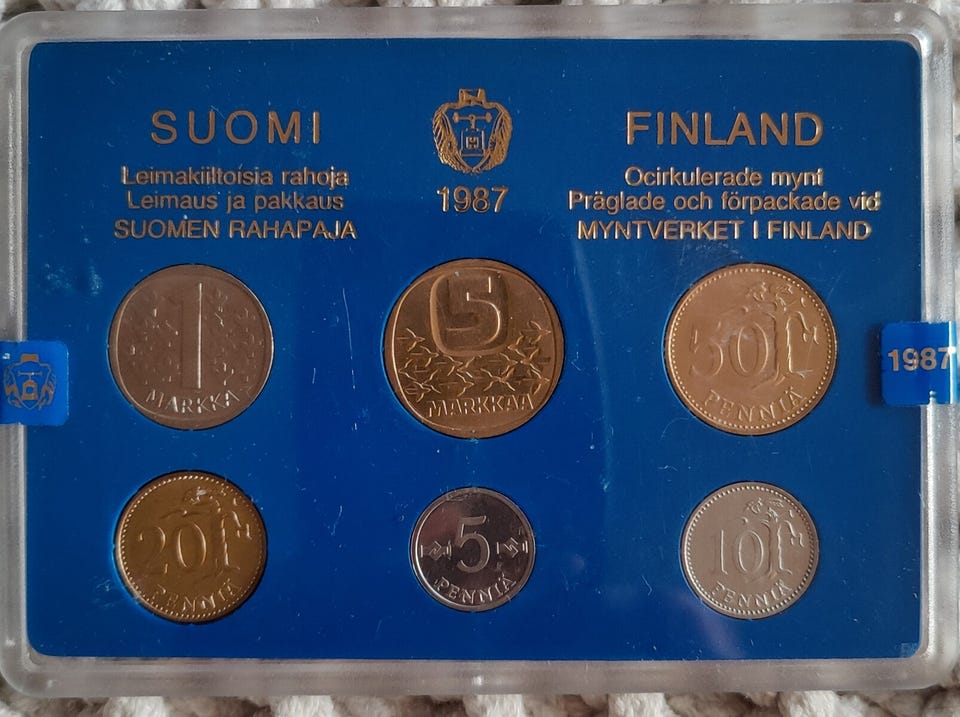 SUOMI
Leimakiiltoisia rahoja
Leimaus ja pakkaus
SUOMEN RAHAPAJA
1987
FINLAND
Ocirkulerade mynt
Präglade och förpackade vid
MYNTVERKET I FINLAND
1
MARKKA
5
MARKKAA
50
PENNIÄ
1987
20
PENNIÄ
5
PENNIÄ
10
PENNIÄ